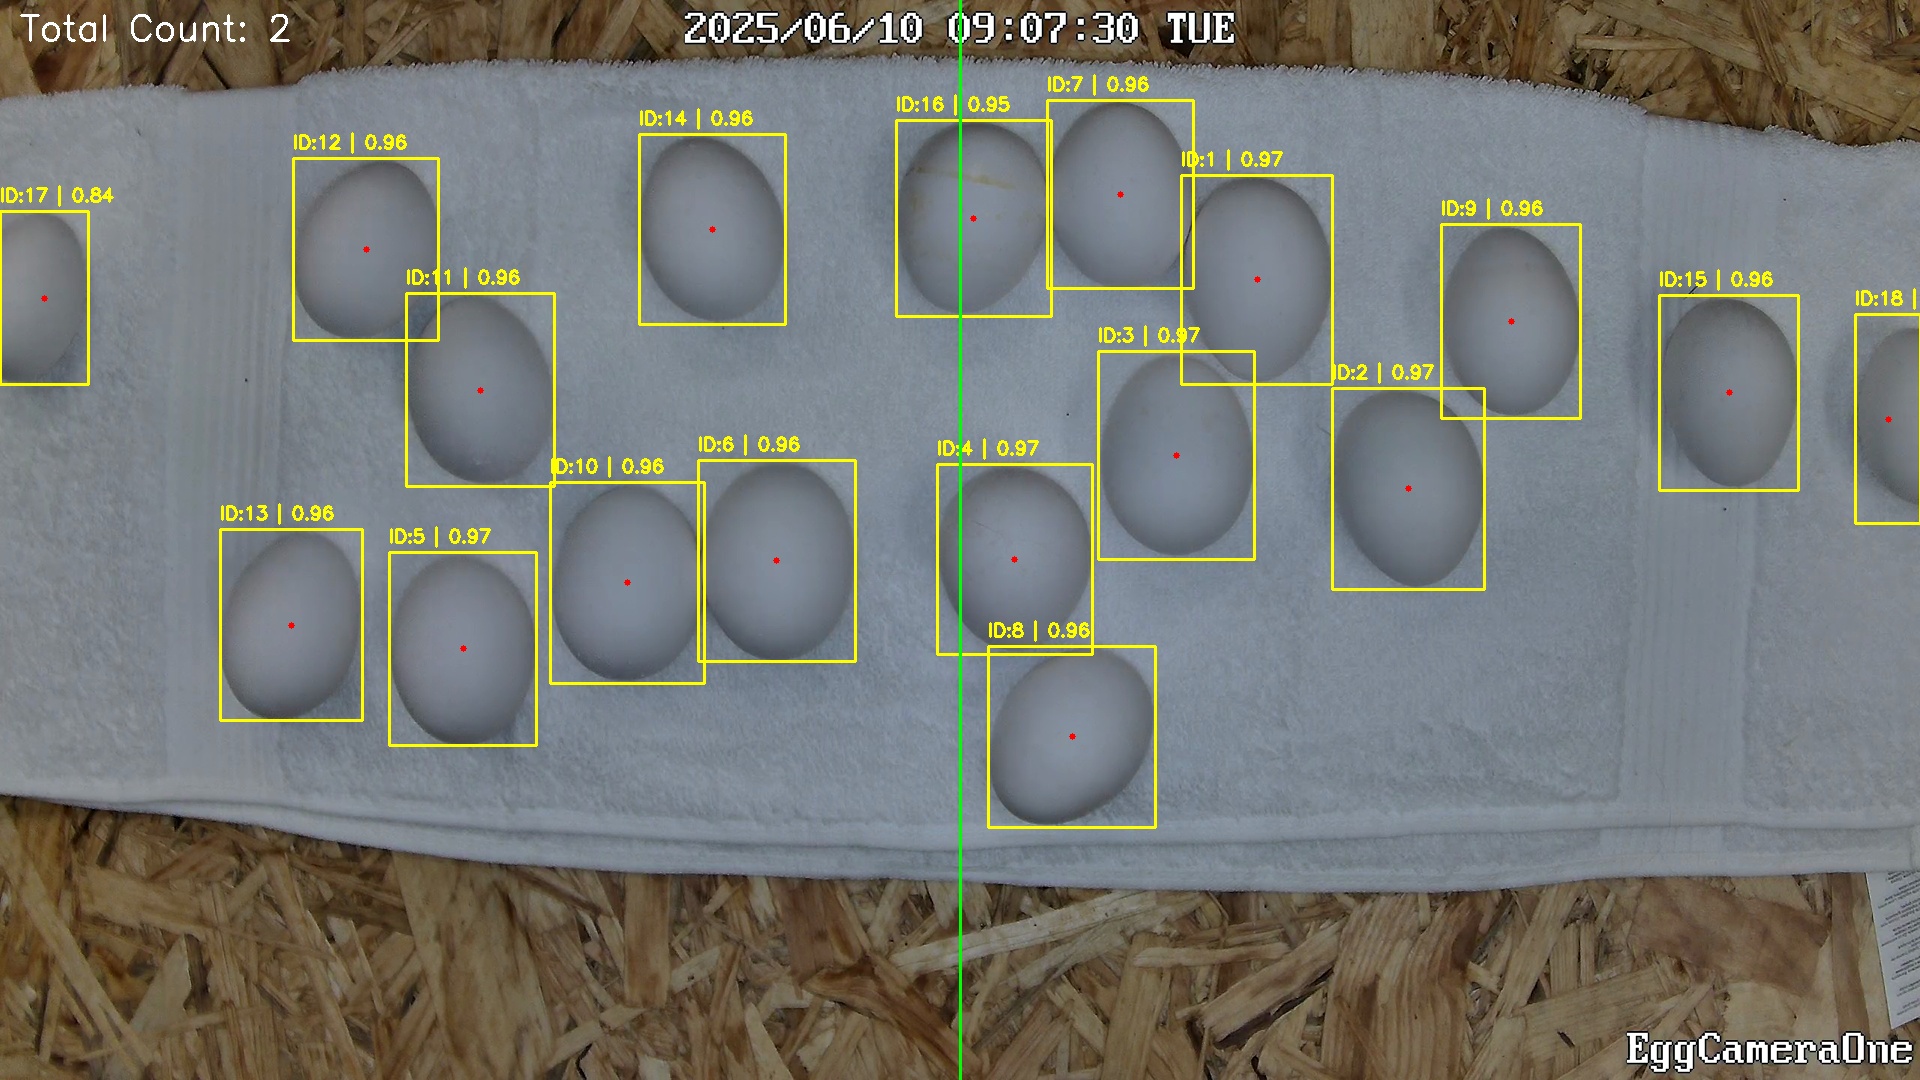 Total Count: 2
2025/06/10 09:07:30 TUE
ID:7 | 0.96
ID:16 | 0.95
ID:14 | 0.96
ID:12 | 0.96
ID:1 | 0.97
ID:17 | 0.84
ID:9 | 0.96
ID:11 | 0.96
ID:15 | 0.96
ID:18 |
ID:3 | 0.97
ID:2 | 0.97
ID:6 | 0.96
ID:4 | 0.97
ID:10 | 0.96
ID:13 | 0.96
ID:5 | 0.97
ID:8 | 0.96
EggCameraOne